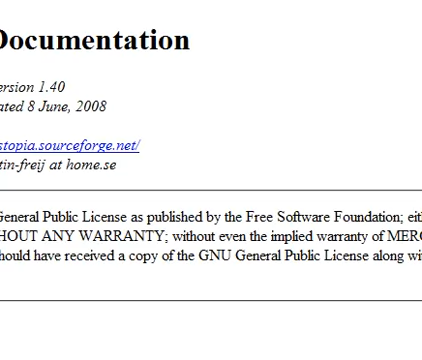 Documentation
ersion 1.40
ated 8 June, 2008
stopia.sourceforge.net/
tin-freij at home.se
General Public License as published by the Free Software Foundation; eit
HOUT ANY WARRANTY; without even the implied warranty of MERC
hould have received a copy of the GNU General Public License along wi